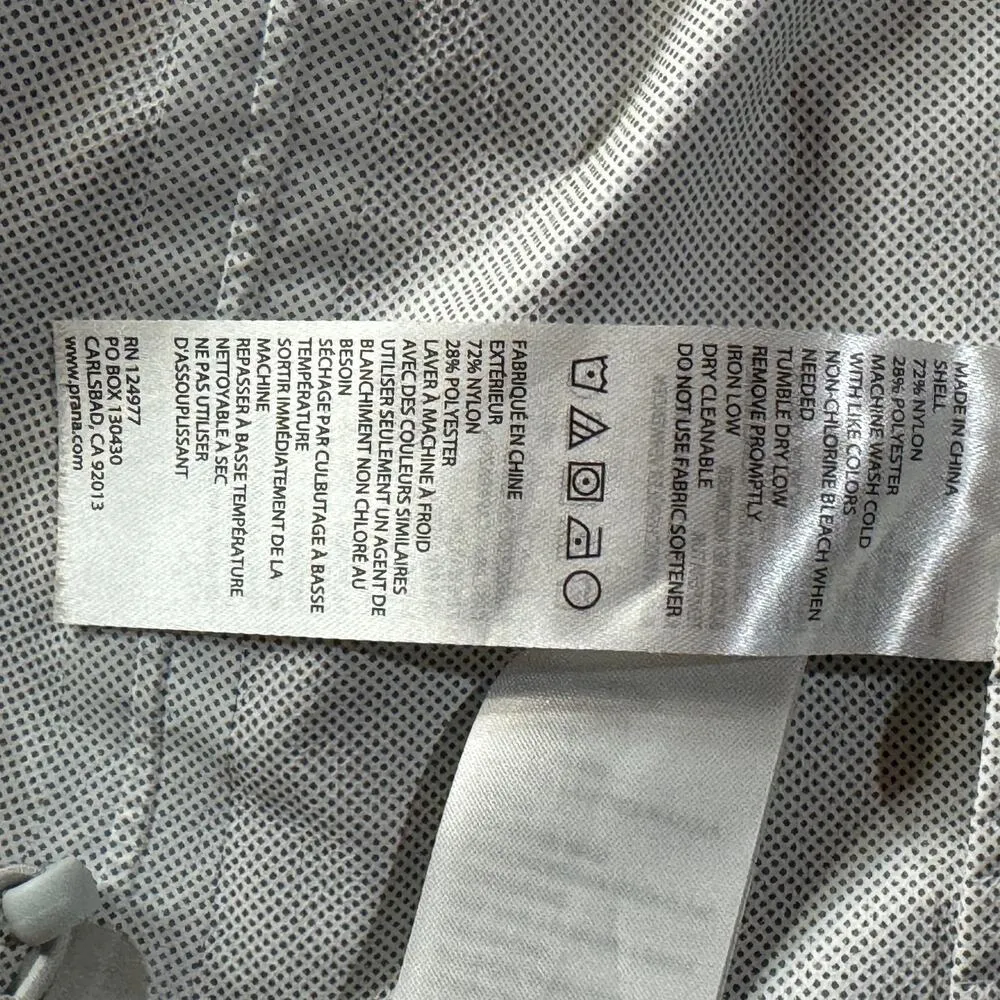 MADE IN CHINA
SHELL
72% NYLON
28% POLYESTER
MACHINE WASH COLD
WITH LIKE COLORS
NON-CHLORINE BLEACH WHEN
NEEDED
TUMBLE DRY LOW
REMOVE PROMPTLY
IRON LOW
DRY CLEANABLE
DO NOT USE FABRIC SOFTENER
FABRIQUÉ EN CHINE
EXTÉRIEUR
72% NYLON
28% POLYESTER
LAVER À MACHINE À FROID
AVEC DES COULEURS SIMILAIRES
UTILISER SEULEMENT UN AGENT DE
BLANCHIMENT NON CHLORÉ AU
BESOIN
SÉCHAGE PAR CULBUTAGE À BASSE
TEMPÉRATURE
SORTIR IMMÉDIATEMENT DE LA
MACHINE
REPASSER À BASSE TEMPÉRATURE
NETTOYABLE À SEC
NE PAS UTILISER
D'ASSOUPLISSANT
RN 124977
PO BOX 130430
CARLSBAD, CA 92013
www.prana.com